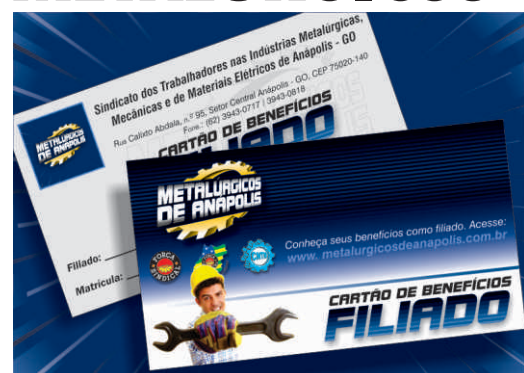 METALÚRGICOS
DE ANÁPOLIS
Sindicato dos Trabalhadores nas Indústrias Metalúrgicas,
Mecânicas e de Materiais Elétricos de Anápolis - GO
Rua Calixto Abdala, n.º 95, Setor Central Anápolis - GO, CEP 75020-140
Fone.: (62) 3943-0717 | 3943-0818
CARTÃO DE BENEFÍCIOS
FILIADO
Filiado:
Matrícula:
METALÚRGICOS
DE ANÁPOLIS
FORÇA
SINDICAL
Conheça seus benefícios como filiado. Acesse:
www. metalurgicosdeanapolis.com.br
CARTÃO DE BENEFÍCIOS
FILIADO